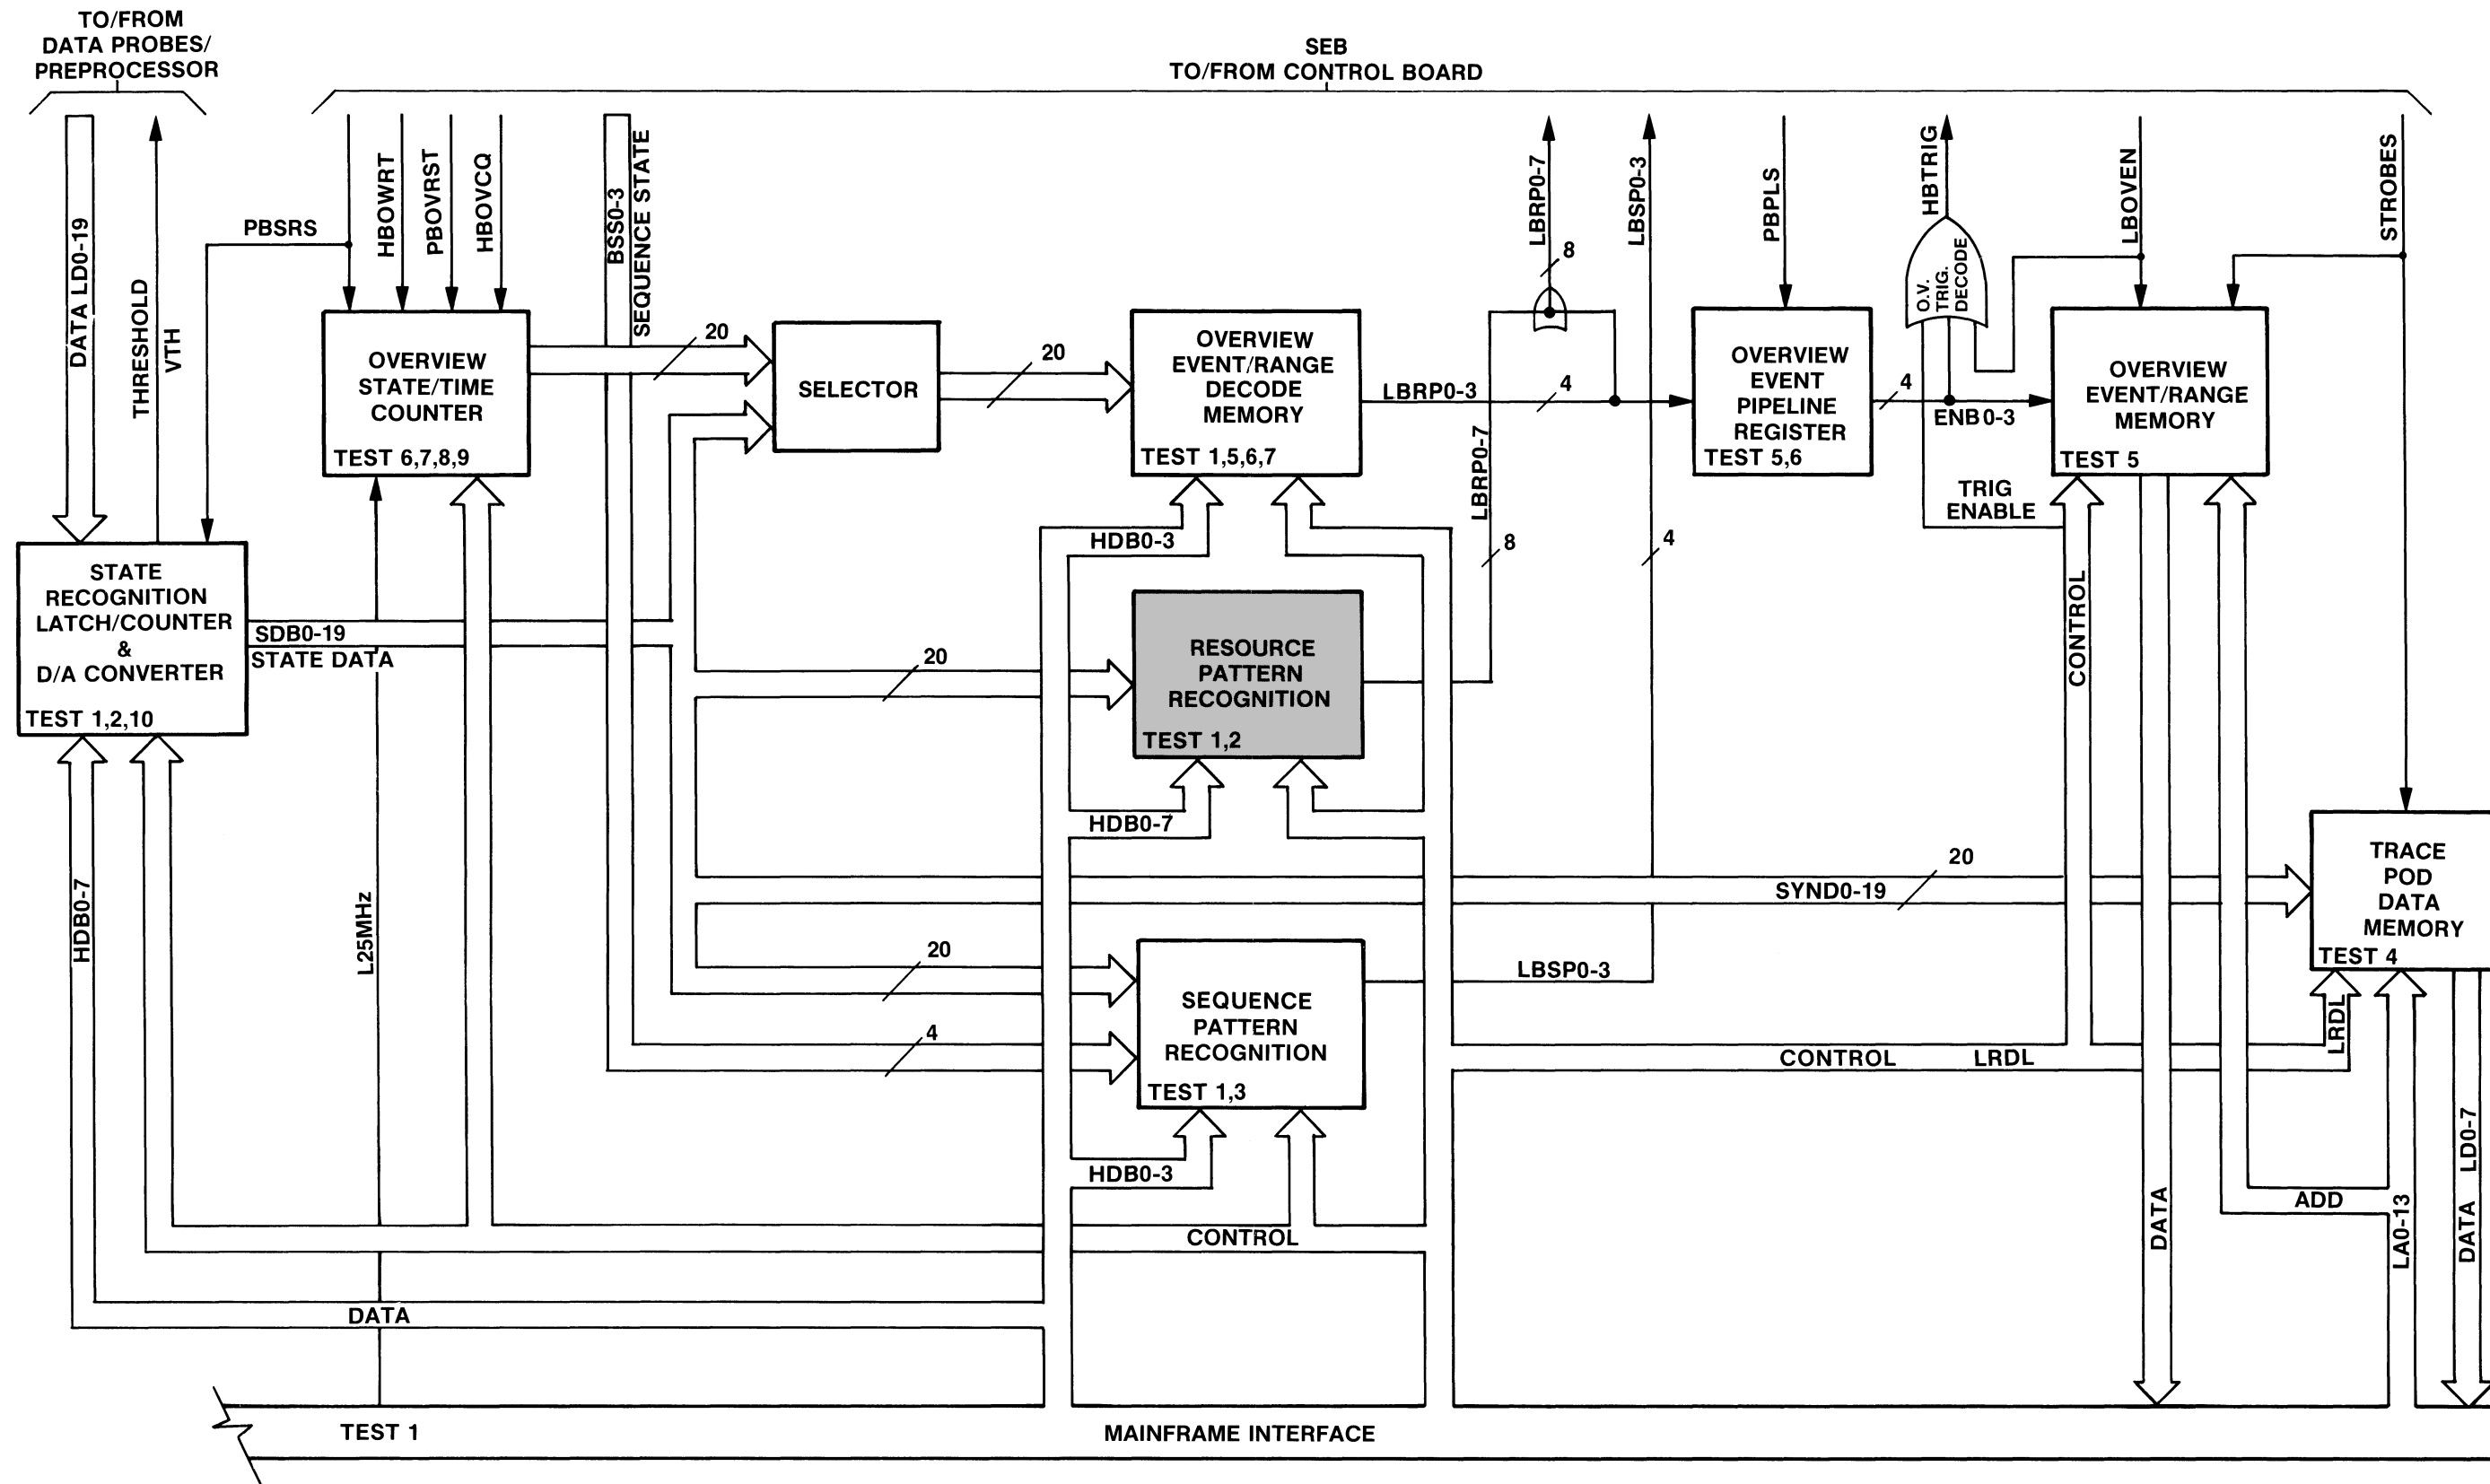 TO/FROM
DATA PROBES/
PREPROCESSOR
SEB
TO/FROM CONTROL BOARD
DATA LD0-19
THRESHOLD
VTH
PBSRS
HBOWRT
PBOVRST
HBOVCQ
BSS0-3
SEQUENCE STATE
LBRP0-7
8
LBSP0-3
PBPLS
HBTRIG
O.V.
TRIG.
DECODE
LBOVEN
STROBES
OVERVIEW
STATE/TIME
COUNTER
TEST 6,7,8,9
20
SELECTOR
20
OVERVIEW
EVENT/RANGE
DECODE
MEMORY
TEST 1,5,6,7
LBRP0-3
4
LBRP0-7
8
4
OVERVIEW
EVENT
PIPELINE
REGISTER
TEST 5,6
4
ENB0-3
OVERVIEW
EVENT/RANGE
MEMORY
TEST 5
TRIG
ENABLE
CONTROL
STATE
RECOGNITION
LATCH/COUNTER
&
D/A CONVERTER
TEST 1,2,10
SDB0-19
STATE DATA
HDB0-3
20
RESOURCE
PATTERN
RECOGNITION
TEST 1,2
HDB0-7
HDB0-7
L25MHz
SYND0-19
20
TRACE
POD
DATA
MEMORY
TEST 4
20
4
SEQUENCE
PATTERN
RECOGNITION
TEST 1,3
LBSP0-3
CONTROL
LRDL
LRDL
HDB0-3
CONTROL
DATA
DATA
ADD
LA0-13
DATA LD0-7
TEST 1
MAINFRAME INTERFACE